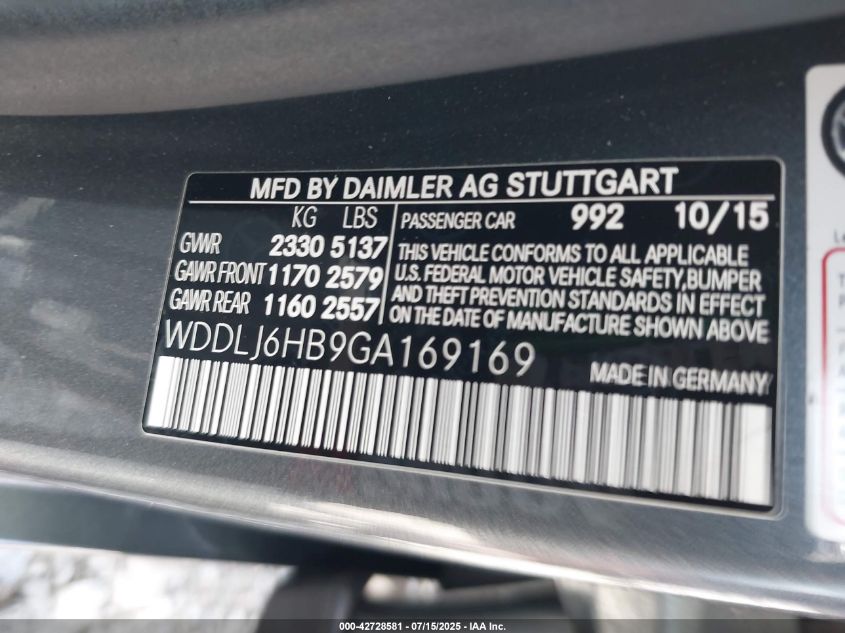 MFD BY DAIMLER AG STUTTGART
KG LBS
GVWR 2330 5137
GAWR FRONT 1170 2579
GAWR REAR 1160 2557
PASSENGER CAR 992 10/15
THIS VEHICLE CONFORMS TO ALL APPLICABLE
U.S. FEDERAL MOTOR VEHICLE SAFETY,BUMPER
AND THEFT PREVENTION STANDARDS IN EFFECT
ON THE DATE OF MANUFACTURE SHOWN ABOVE
WDDLJ6HB9GA169169
MADE IN GERMANY
000-42728581 - 07/15/2025 - IAA Inc.